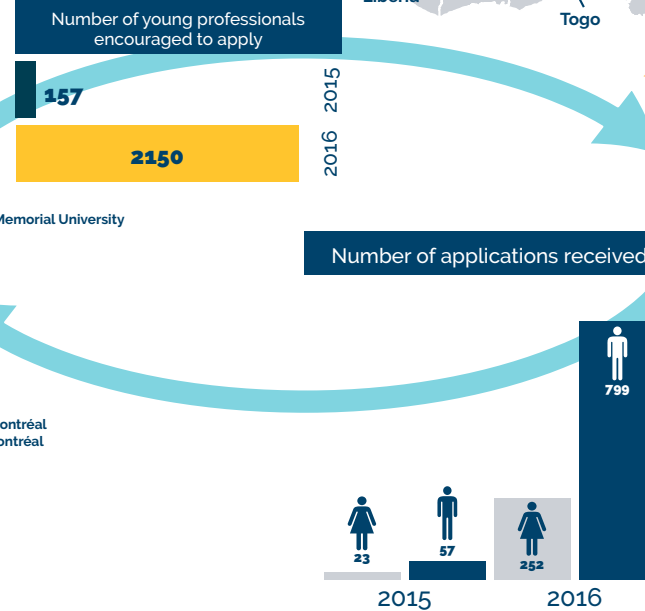 Number of young professionals
encouraged to apply
Togo
157
2015
2150
2016
Memorial University
Number of applications received
799
ontréal
ontréal
23
57
252
2015
2016